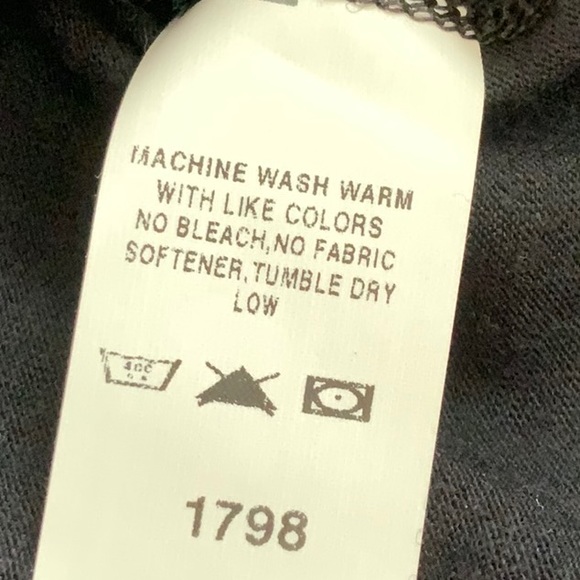 MACHINE WASH WARM
WITH LIKE COLORS
NO BLEACH,NO FABRIC
SOFTENER,TUMBLE DRY
LOW
1798